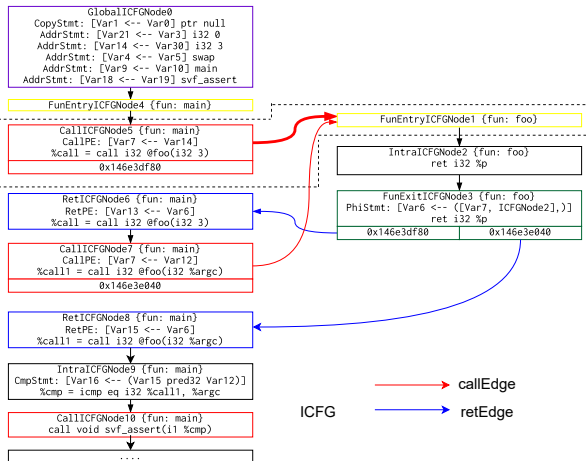 GlobalICFGNode0
CopyStmt: [Var1 <-- Var0] ptr null
AddrStmt: [Var21 <-- Var3] i32 0
AddrStmt: [Var14 <-- Var30] i32 3
AddrStmt: [Var4 <-- Var5] swap
AddrStmt: [Var9 <-- Var10] main
AddrStmt: [Var18 <-- Var19] svf_assert
FunEntryICFGNode4 {fun: main}
CallICFGNode5 {fun: main}
CallPE: [Var7 <-- Var14]
%call = call i32 @foo(i32 3)
0x146e3df80
RetICFGNode6 {fun: main}
RetPE: [Var13 <-- Var6]
%call = call i32 @foo(i32 3)
CallICFGNode7 {fun: main}
CallPE: [Var7 <-- Var12]
%call1 = call i32 @foo(i32 %argc)
0x146e3e040
RetICFGNode8 {fun: main}
RetPE: [Var15 <-- Var6]
%call1 = call i32 @foo(i32 %argc)
IntraICFGNode9 {fun: main}
CmpStmt: [Var16 <-- (Var15 pred32 Var12)]
%cmp = icmp eq i32 %call1, %argc
CallICFGNode10 {fun: main}
call void svf_assert(i1 %cmp)
....
FunEntryICFGNode1 {fun: foo}
IntraICFGNode2 {fun: foo}
ret i32 %p
FunExitICFGNode3 {fun: foo}
PhiStmt: [Var6 <-- ([Var7, ICFGNode2],)]
ret i32 %p
0x146e3df80 0x146e3e040
ICFG
callEdge
retEdge